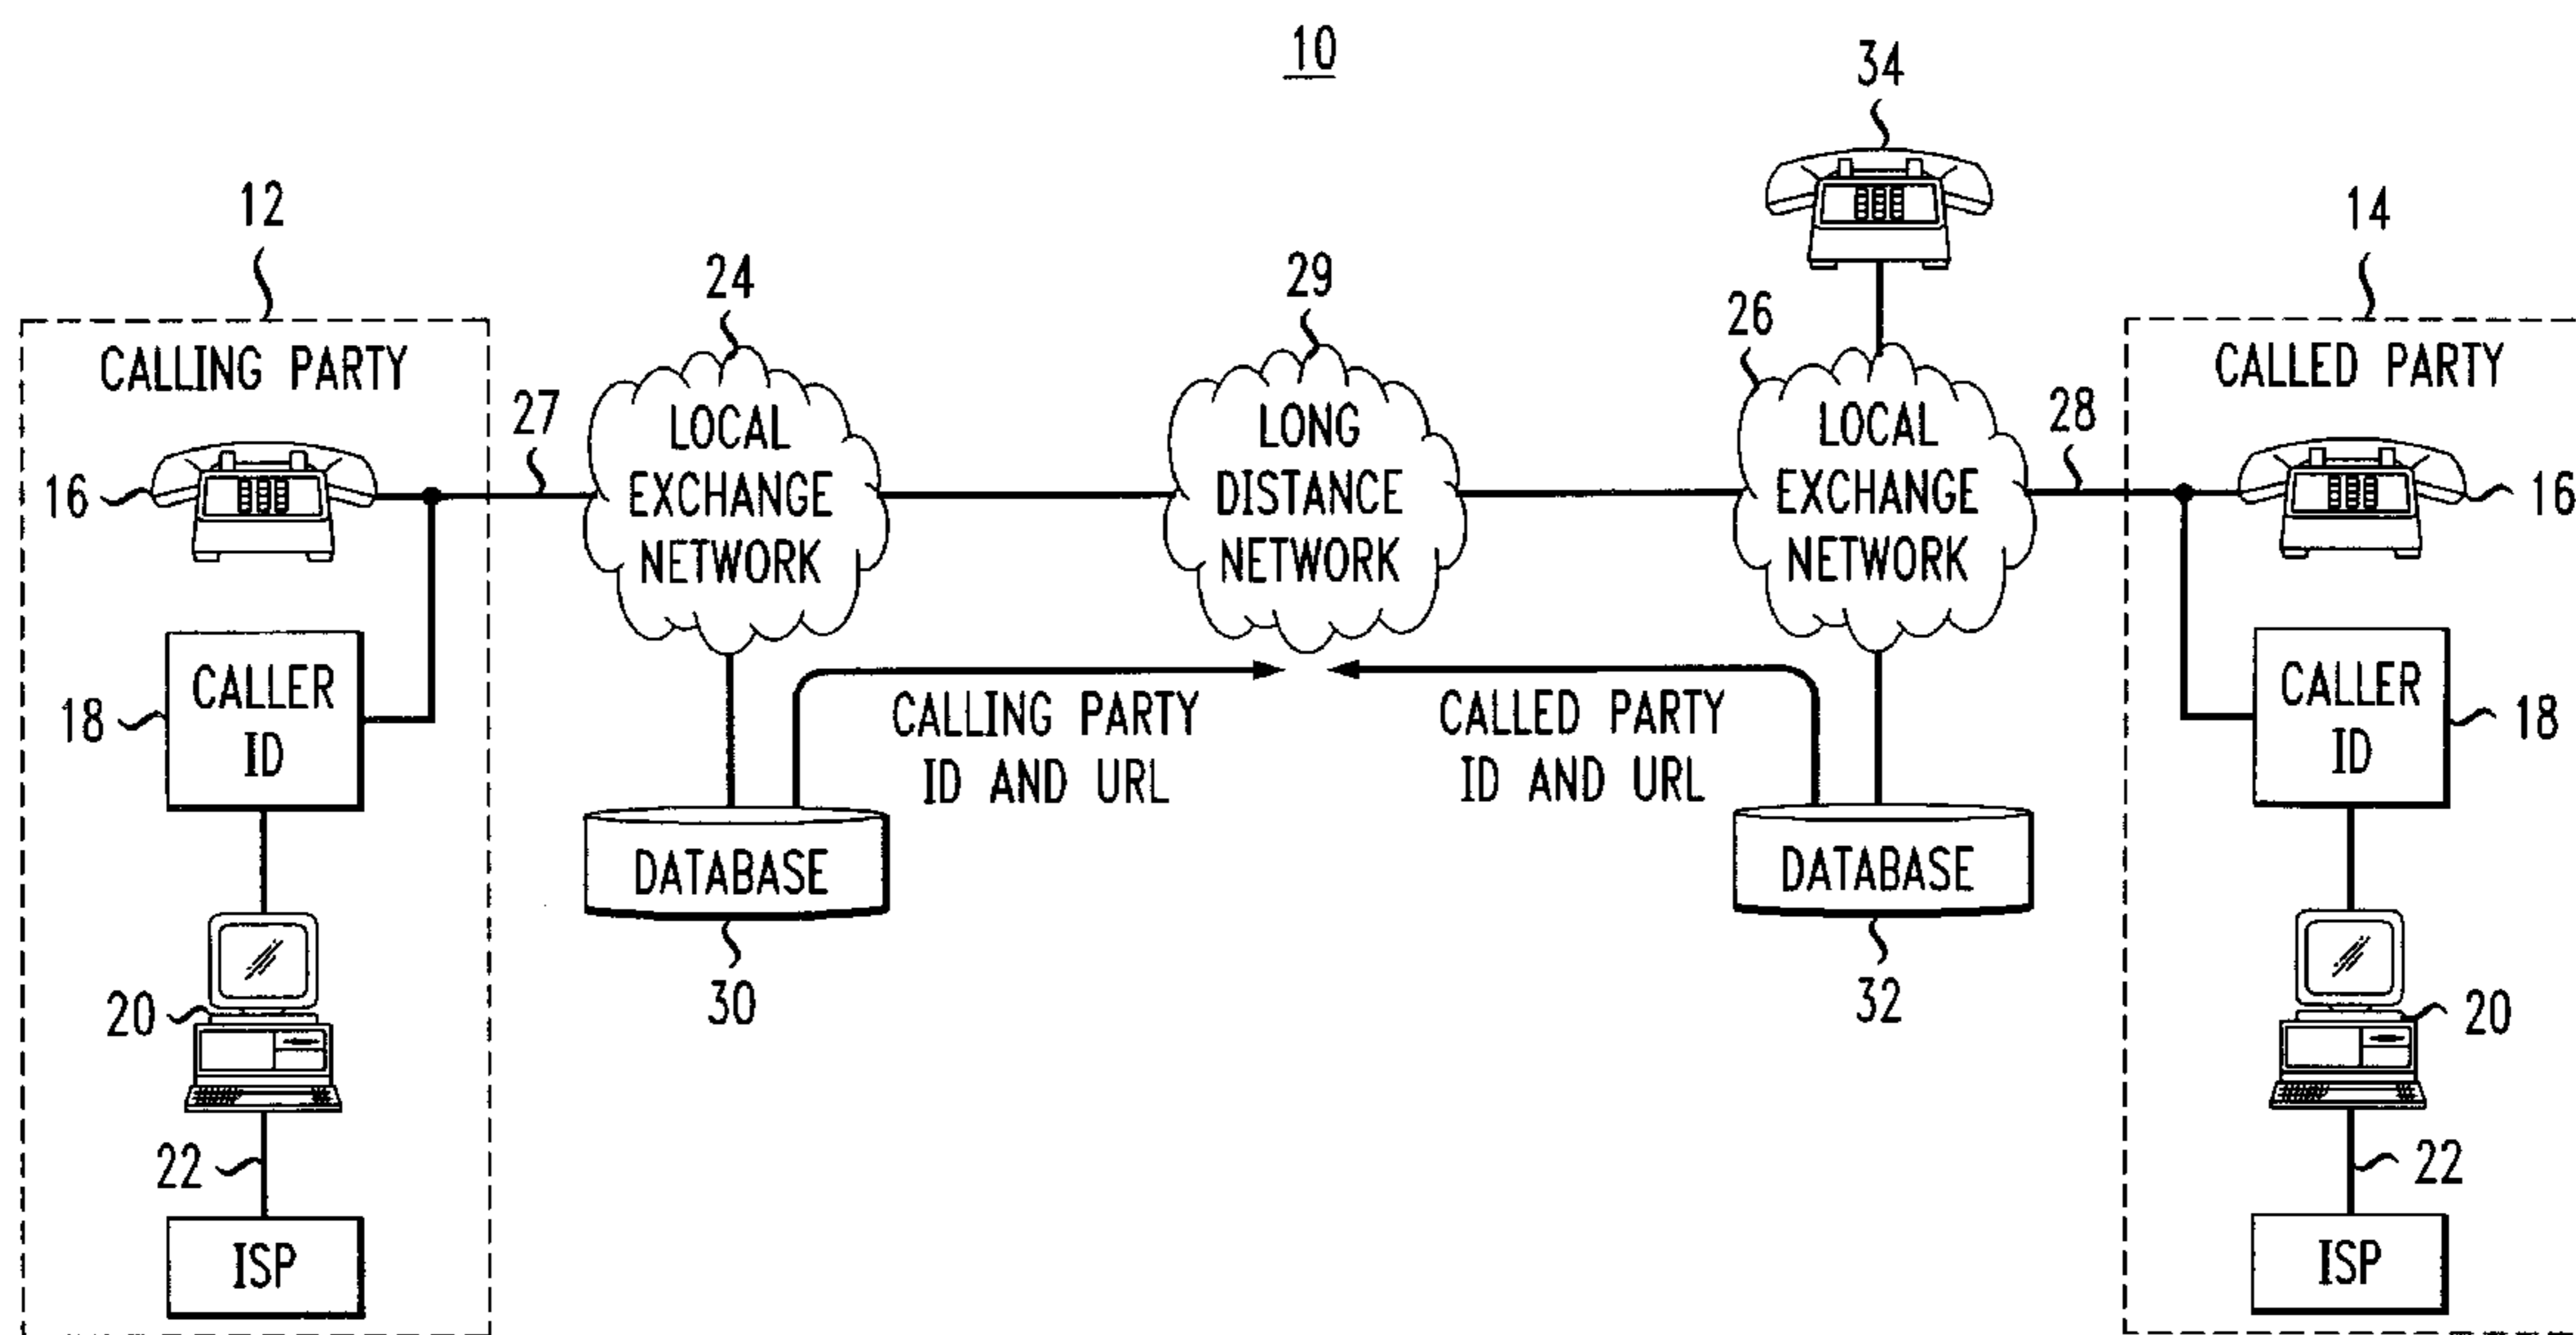 10
34
12
14
24
29
26
CALLING PARTY
CALLED PARTY
27
28
16
LOCAL
EXCHANGE
NETWORK
LONG
DISTANCE
NETWORK
LOCAL
EXCHANGE
NETWORK
16
18
CALLER
ID
CALLING PARTY
ID AND URL
CALLED PARTY
ID AND URL
CALLER
ID
18
DATABASE
DATABASE
30
32
20
20
22
22
ISP
ISP